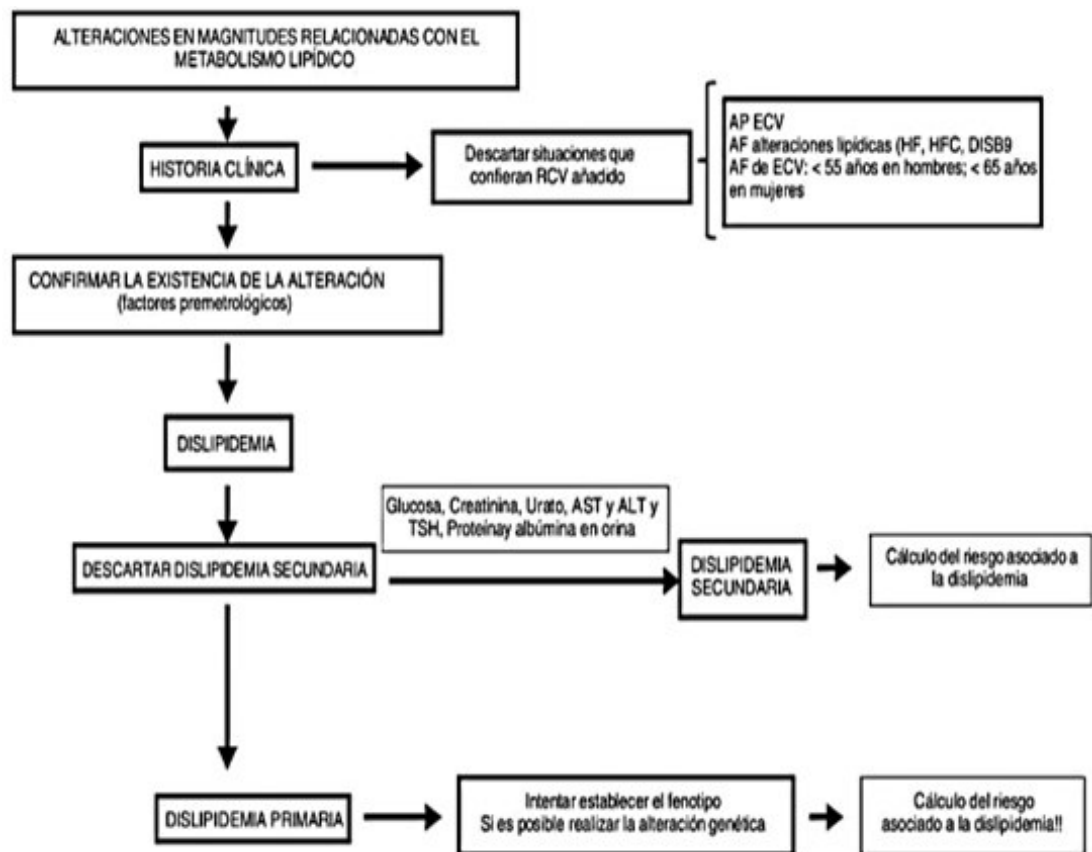 ALTERACIONES EN MAGNITUDES RELACIONADAS CON EL
METABOLISMO LIPÍDICO
HISTORIA CLÍNICA
Descartar situaciones que
confieran RCV añadido
AP ECV
AF alteraciones lipídicas (HF, HFC, DISB9
AF de ECV: < 55 años en hombres; < 65 años
en mujeres
CONFIRMAR LA EXISTENCIA DE LA ALTERACIÓN
(factores premetrológicos)
DISLIPIDEMIA
Glucosa, Creatinina, Urato, AST y ALT y
TSH, Proteinay albúmina en orina
DESCARTAR DISLIPIDEMIA SECUNDARIA
DISLIPIDEMIA
SECUNDARIA
Cálculo del riesgo asociado a
la dislipidemia
DISLIPIDEMIA PRIMARIA
Intentar establecer el fenotipo
Si es posible realizar la alteración genética
Cálculo del riesgo
asociado a la dislipidemia!!